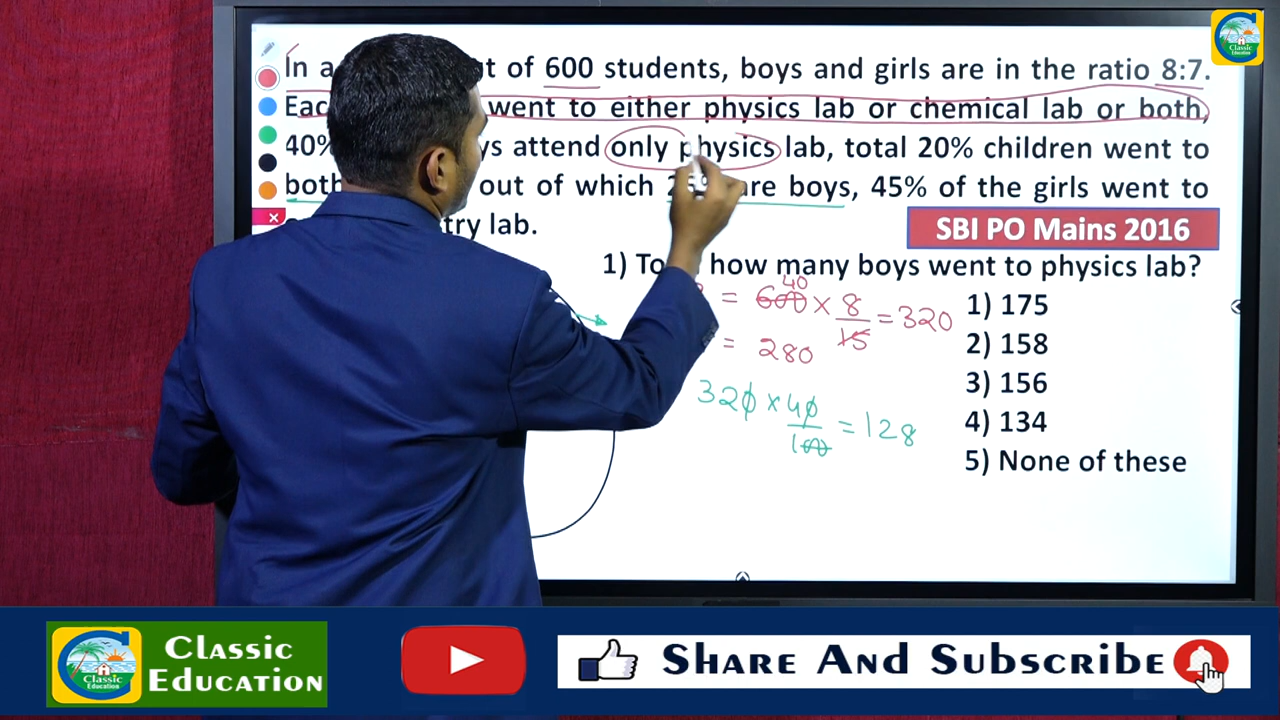 In a t of 600 students, boys and girls are in the ratio 8:7.
Eac went to either physics lab or chemical lab or both,
40% ys attend only physics lab, total 20% children went to
both out of which are boys, 45% of the girls went to
try lab.
SBI PO Mains 2016
1) To how many boys went to physics lab?
= 600 40 × 8/15 = 320
= 280
320 × 40/100 = 128
1) 175
2) 158
3) 156
4) 134
5) None of these
Classic
Education
Classic
Education
Classic
Education
Share And Subscribe